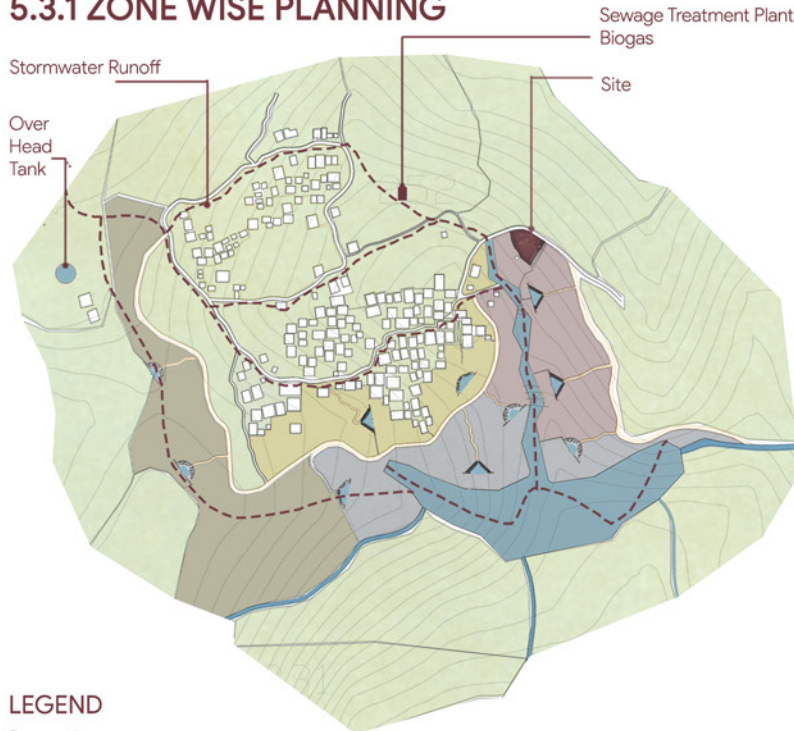 5.3.1 ZONE WISE PLANNING
Sewage Treatment Plant
Biogas
Stormwater Runoff
Site
Over
Head
Tank
LEGEND